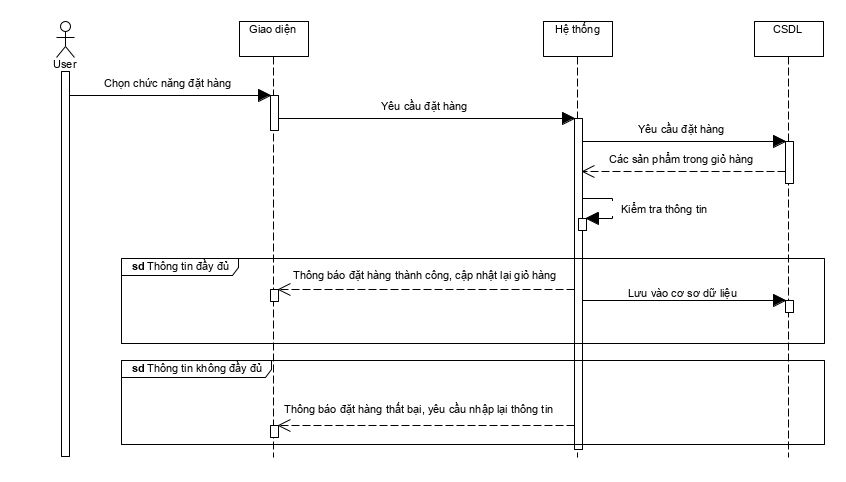 Giao diện
Hệ thống
CSDL
User
Chọn chức năng đặt hàng
Yêu cầu đặt hàng
Yêu cầu đặt hàng
Các sản phẩm trong giỏ hàng
Kiểm tra thông tin
sd Thông tin đầy đủ
Thông báo đặt hàng thành công, cập nhật lại giỏ hàng
Lưu vào cơ sơ dữ liệu
sd Thông tin không đầy đủ
Thông báo đặt hàng thất bại, yêu cầu nhập lại thông tin